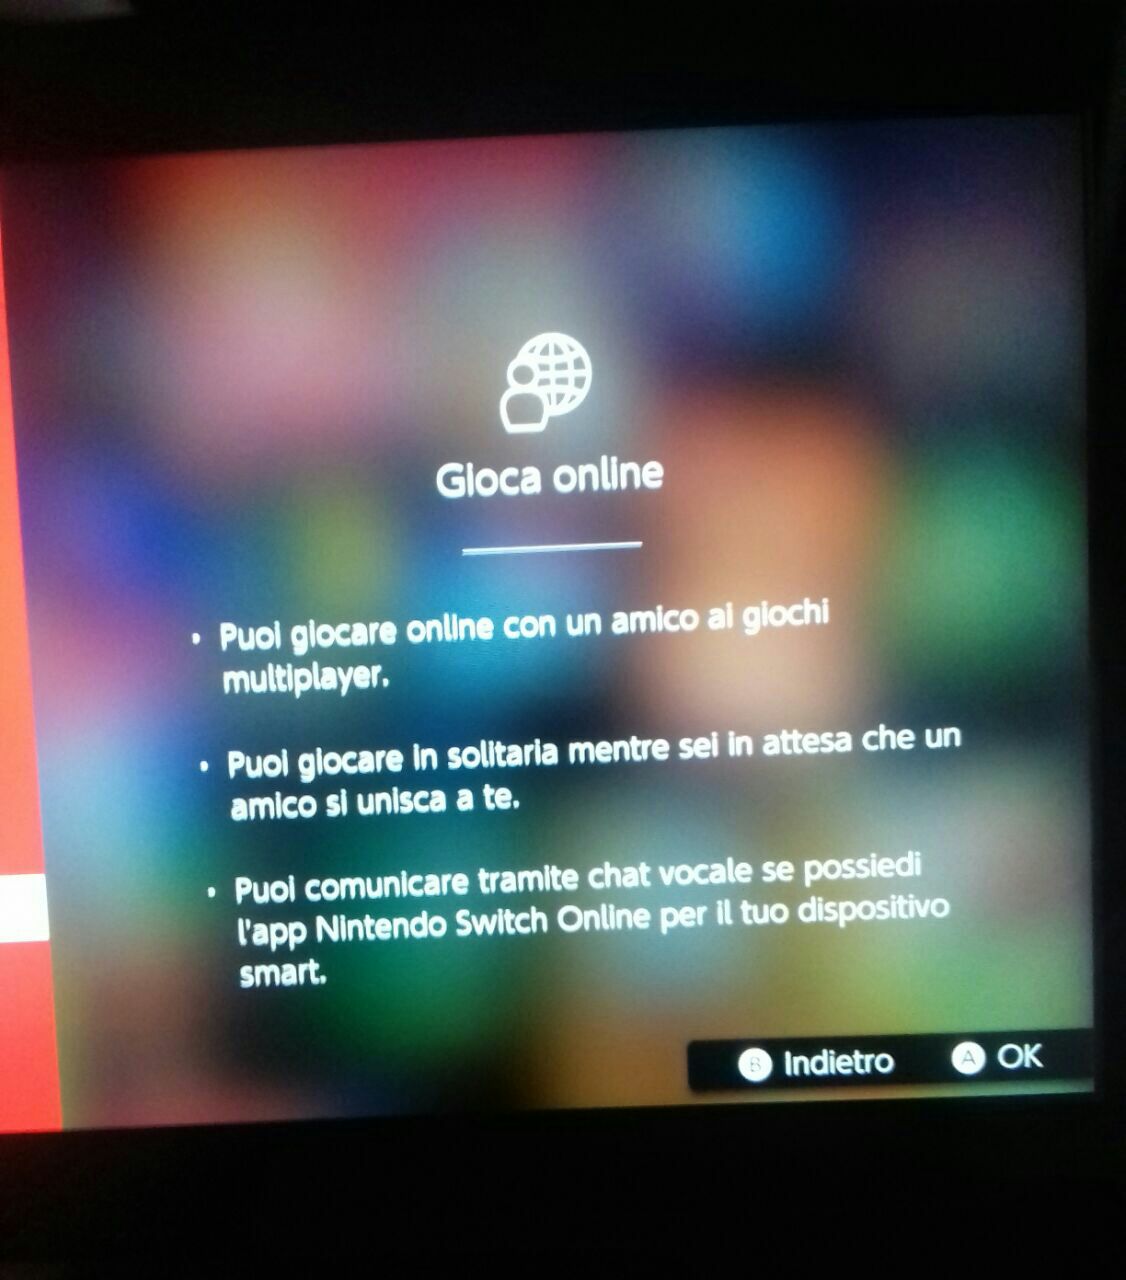 Gioca online
• Puoi giocare online con un amico ai giochi
multiplayer.
• Puoi giocare in solitaria mentre sei in attesa che un
amico si unisca a te.
• Puoi comunicare tramite chat vocale se possiedi
l'app Nintendo Switch Online per il tuo dispositivo
smart.
B Indietro A OK